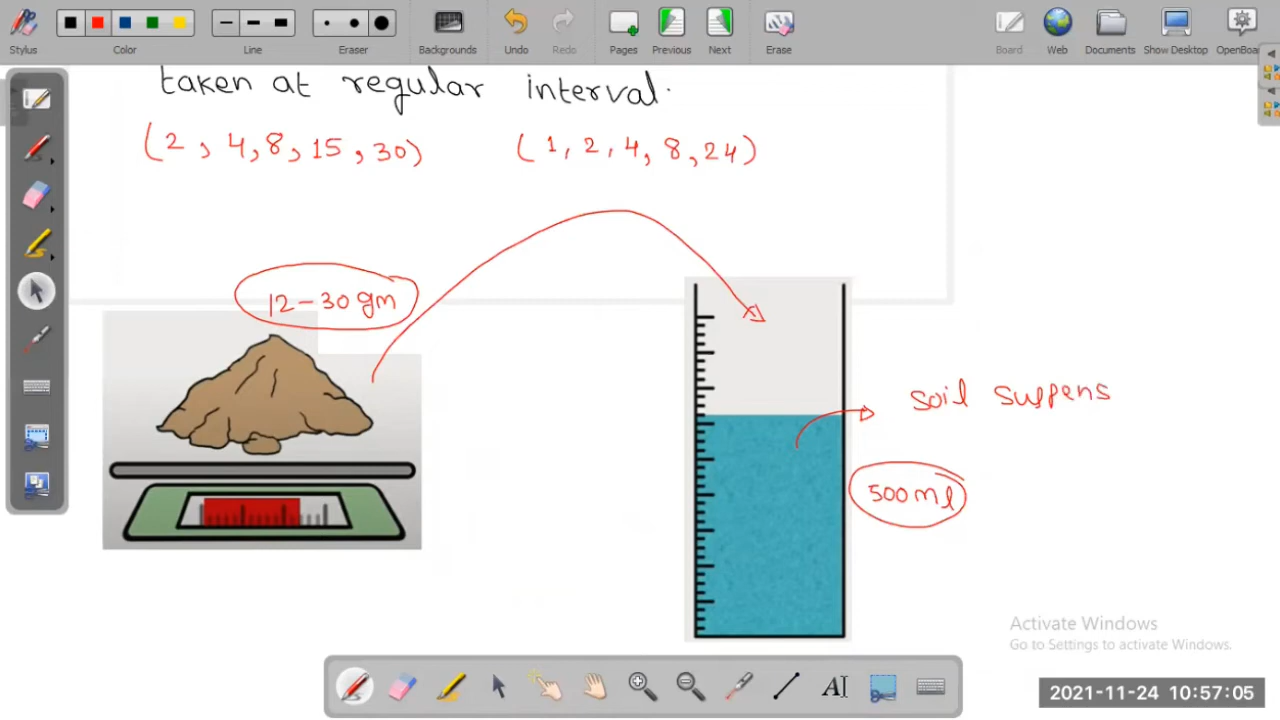 Stylus Color Line Eraser Backgrounds Undo Redo Pages Previous Next Erase Board Web Documents Show Desktop OpenBoa
taken at regular interval.
(2, 4, 8, 15, 30) (1, 2, 4, 8, 24)
12-30 gm
soil suspens
500 ml
Activate Windows
Go to Settings to activate Windows.
AI
2021-11-24 10:57:05